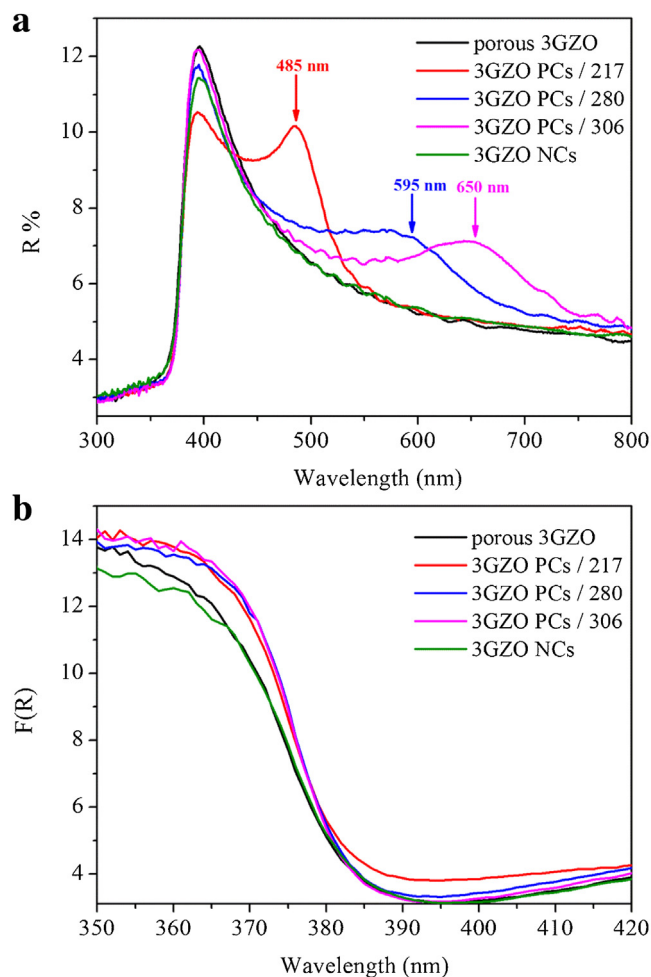 a
12
10
8
6
4
R %
485 nm
595 nm
650 nm
porous 3GZO
3GZO PCs / 217
3GZO PCs / 280
3GZO PCs / 306
3GZO NCs
300 400 500 600 700 800
Wavelength (nm)
b
14
12
10
8
6
4
F(R)
porous 3GZO
3GZO PCs / 217
3GZO PCs / 280
3GZO PCs / 306
3GZO NCs
350 360 370 380 390 400 410 420
Wavelength (nm)